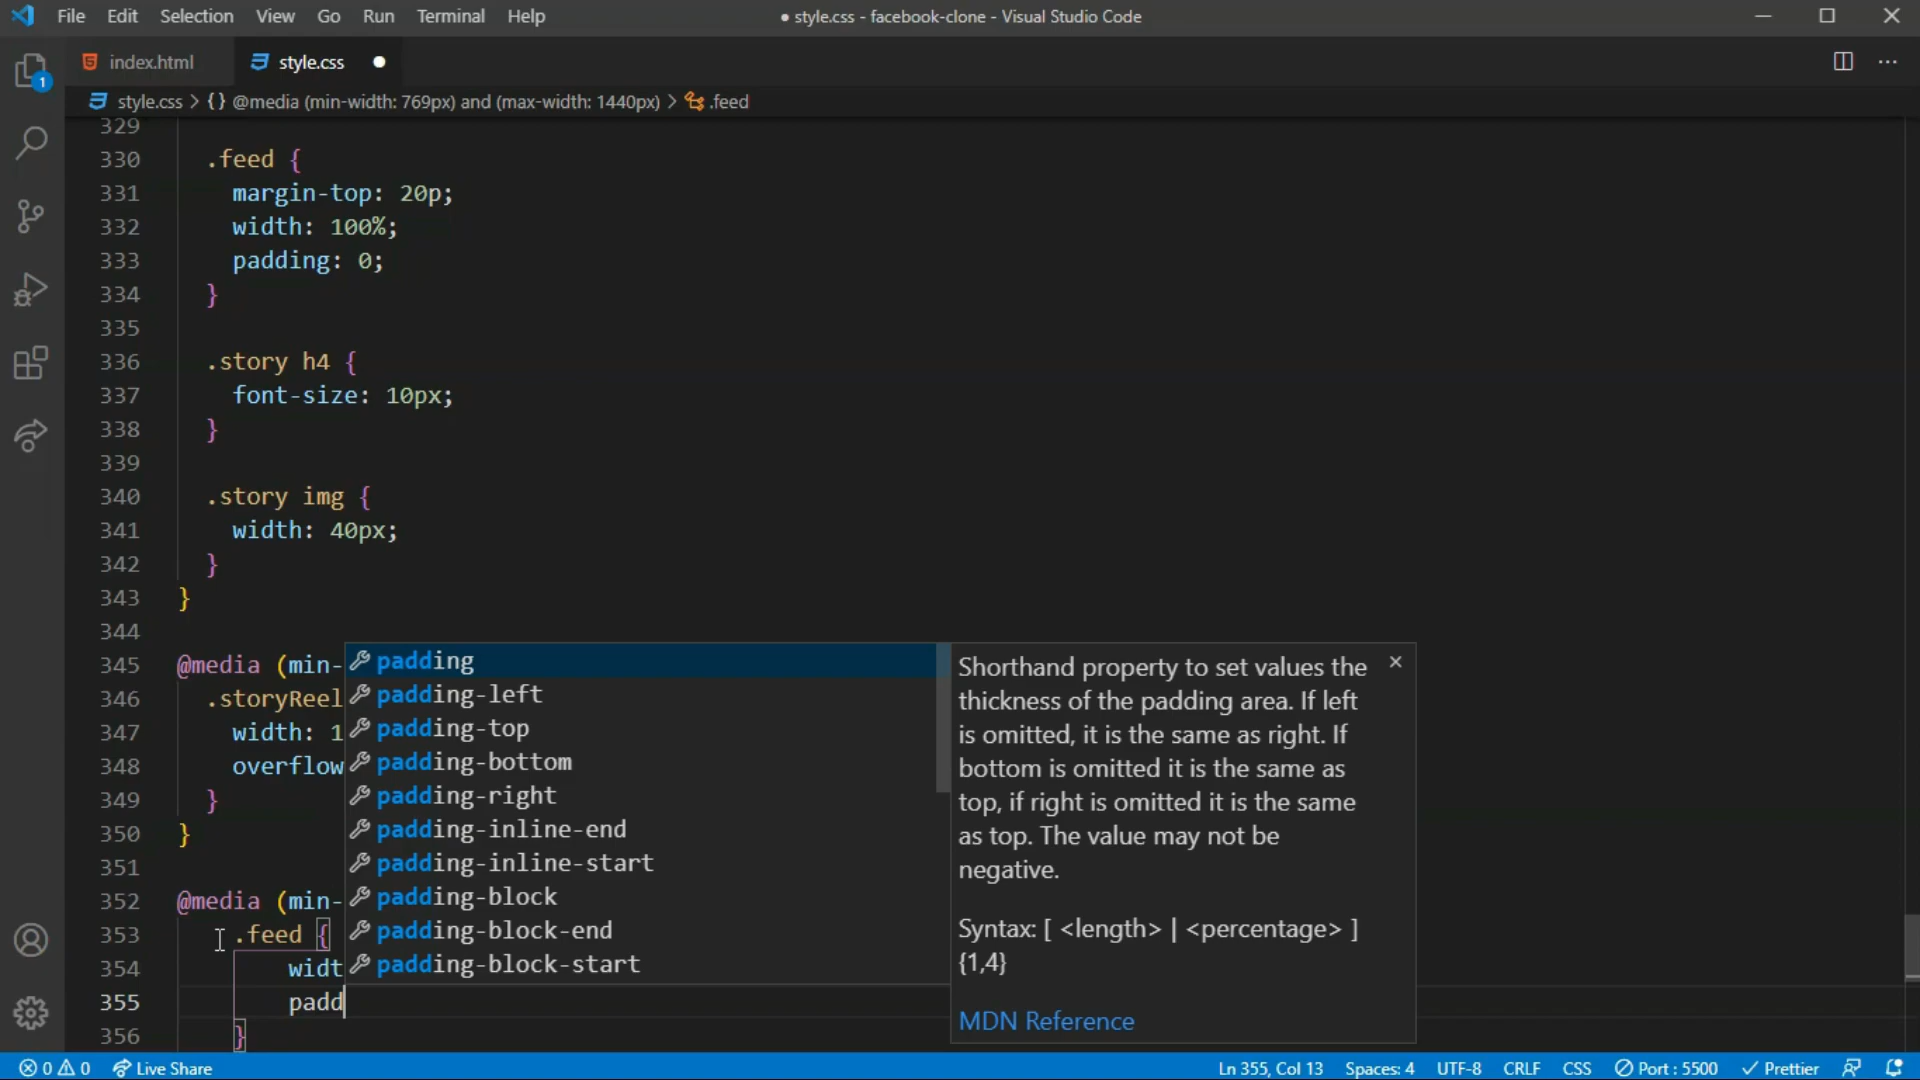 File Edit Selection View Go Run Terminal Help
● style.css - facebook-clone - Visual Studio Code
index.html
style.css ●
style.css > {} @media (min-width: 769px) and (max-width: 1440px) > .feed
329
330 .feed {
331 margin-top: 20p;
332 width: 100%;
333 padding: 0;
334 }
335
336 .story h4 {
337 font-size: 10px;
338 }
339
340 .story img {
341 width: 40px;
342 }
343 }
344
345 @media (min-
346 .storyReel
347 width: 1
348 overflow
349 }
350 }
351
352 @media (min-
353 .feed {
354 widt
355 padd
356 }
padding
padding-left
padding-top
padding-bottom
padding-right
padding-inline-end
padding-inline-start
padding-block
padding-block-end
padding-block-start
Shorthand property to set values the
thickness of the padding area. If left
is omitted, it is the same as right. If
bottom is omitted it is the same as
top, if right is omitted it is the same
as top. The value may not be
negative.
Syntax: [ <length> | <percentage> ]
{1,4}
MDN Reference
1
0 0 Live Share
Ln 355, Col 13 Spaces: 4 UTF-8 CRLF CSS Port : 5500 Prettier